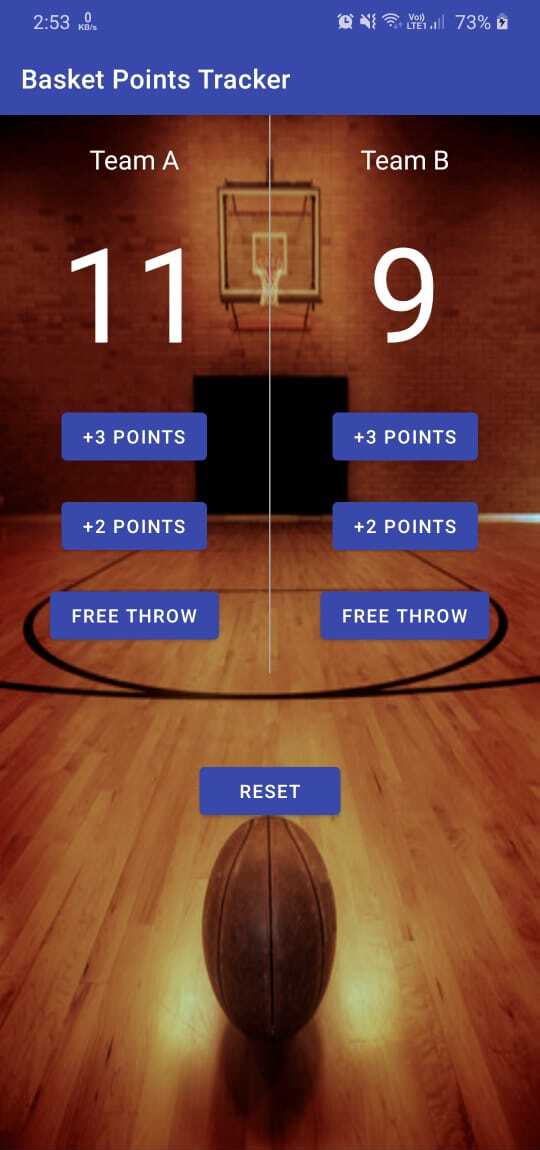 2:53 0 KB/s Vo)) LTE1 73%
Basket Points Tracker
Team A Team B
11 9
+3 POINTS +3 POINTS
+2 POINTS +2 POINTS
FREE THROW FREE THROW
RESET